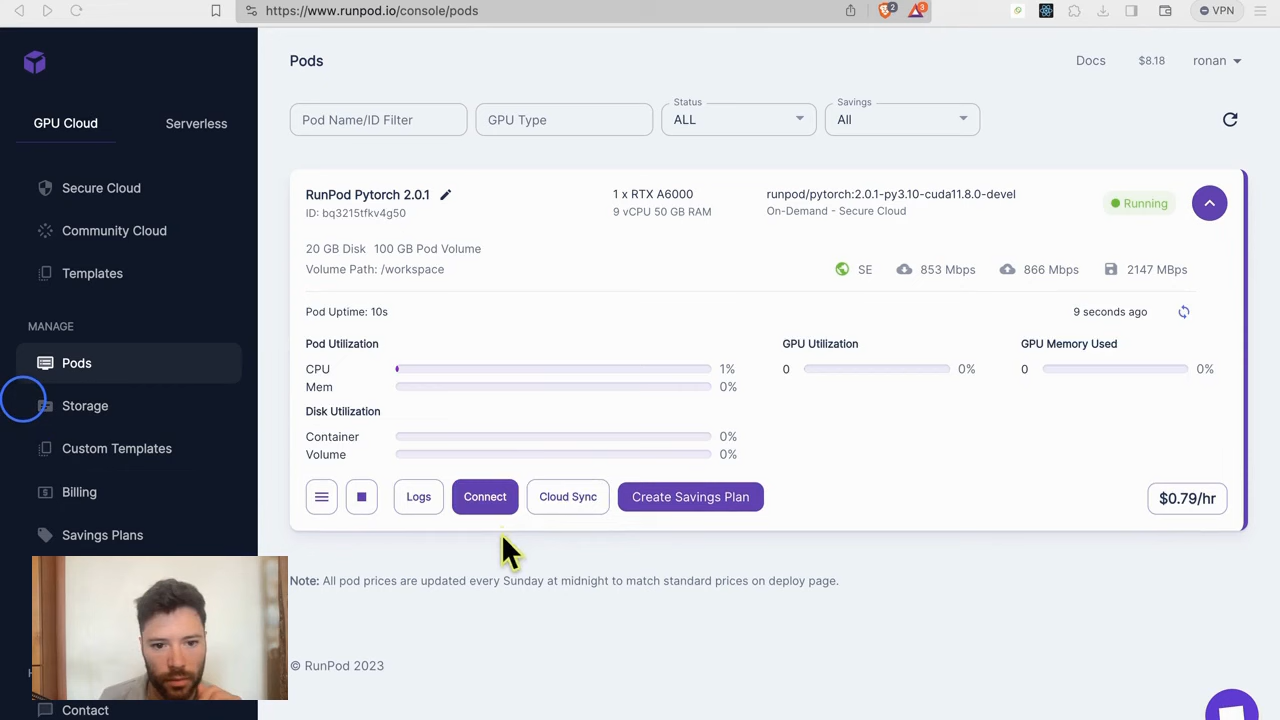 https://www.runpod.io/console/pods
2
3
VPN
GPU Cloud
Serverless
Secure Cloud
Community Cloud
Templates
MANAGE
Pods
Storage
Custom Templates
Billing
Savings Plans
Contact
Pods
Docs
$8.18
ronan
Pod Name/ID Filter
GPU Type
Status
ALL
Savings
All
RunPod Pytorch 2.0.1
ID: bq3215tfkv4g50
1 x RTX A6000
9 vCPU 50 GB RAM
runpod/pytorch:2.0.1-py3.10-cuda11.8.0-devel
On-Demand - Secure Cloud
Running
20 GB Disk 100 GB Pod Volume
Volume Path: /workspace
SE
853 Mbps
866 Mbps
2147 MBps
Pod Uptime: 10s
9 seconds ago
Pod Utilization
GPU Utilization
GPU Memory Used
CPU 1%
0 0%
0 0%
Mem 0%
Disk Utilization
Container 0%
Volume 0%
Logs
Connect
Cloud Sync
Create Savings Plan
$0.79/hr
Note: All pod prices are updated every Sunday at midnight to match standard prices on deploy page.
© RunPod 2023